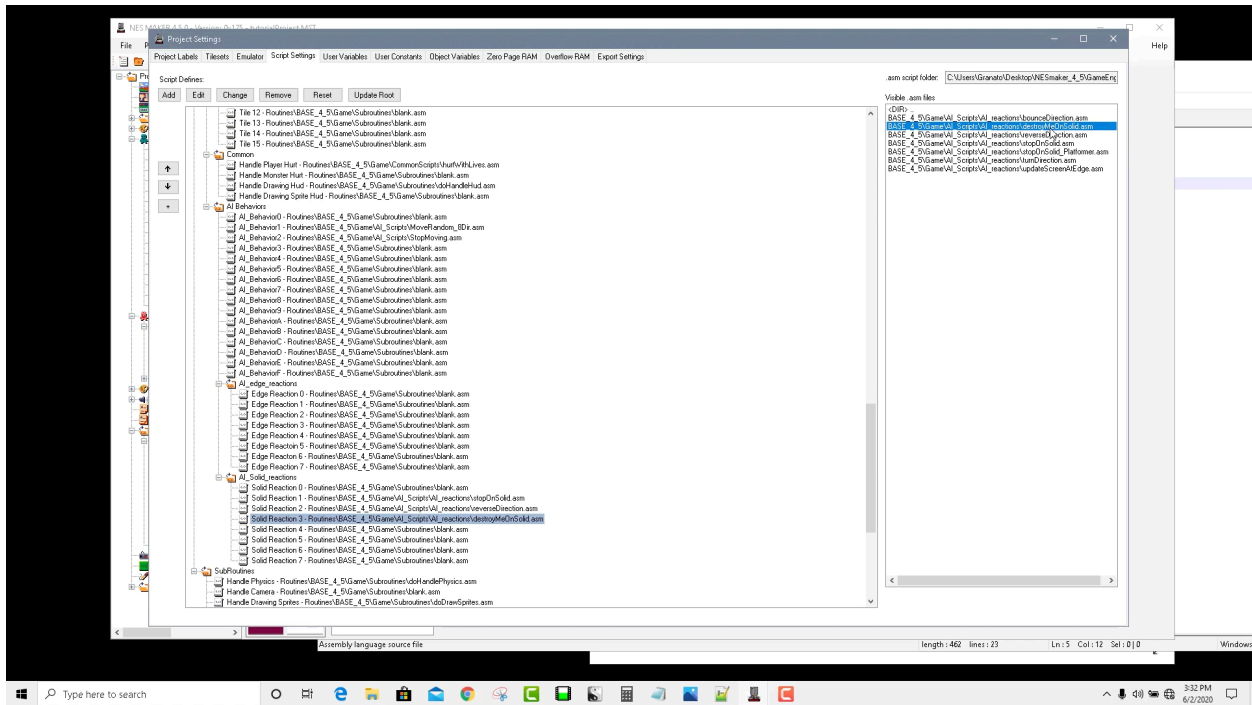 NES MAKER 4.5.0 - Version: 0:175 - tutorialProject.MST
File
Help
Project Settings
Project Labels Tilesets Emulator Script Settings User Variables User Constants Object Variables Zero Page RAM Overflow RAM Export Settings
Script Defines:
.asm script folder: C:\Users\Granato\Desktop\NESmaker_4_5\GameEng
Add Edit Change Remove Reset Update Root
Visible .asm files
<DIR> ..
BASE_4_5\Game\AI_Scripts\AI_reactions\bounceDirection.asm
BASE_4_5\Game\AI_Scripts\AI_reactions\destroyMeOnSolid.asm
BASE_4_5\Game\AI_Scripts\AI_reactions\reverseDirection.asm
BASE_4_5\Game\AI_Scripts\AI_reactions\stopOnSolid.asm
BASE_4_5\Game\AI_Scripts\AI_reactions\stopOnSolid_Platformer.asm
BASE_4_5\Game\AI_Scripts\AI_reactions\turnDirection.asm
BASE_4_5\Game\AI_Scripts\AI_reactions\updateScreenAtEdge.asm
Tile 12 - Routines\BASE_4_5\Game\Subroutines\blank.asm
Tile 13 - Routines\BASE_4_5\Game\Subroutines\blank.asm
Tile 14 - Routines\BASE_4_5\Game\Subroutines\blank.asm
Tile 15 - Routines\BASE_4_5\Game\Subroutines\blank.asm
Common
Handle Player Hurt - Routines\BASE_4_5\Game\CommonScripts\hurtWithLives.asm
Handle Monster Hurt - Routines\BASE_4_5\Game\Subroutines\blank.asm
Handle Drawing Hud - Routines\BASE_4_5\Game\Subroutines\doHandleHud.asm
Handle Drawing Sprite Hud - Routines\BASE_4_5\Game\Subroutines\blank.asm
AI Behaviors
AI_Behavior0 - Routines\BASE_4_5\Game\Subroutines\blank.asm
AI_Behavior1 - Routines\BASE_4_5\Game\AI_Scripts\MoveRandom_8Dir.asm
AI_Behavior2 - Routines\BASE_4_5\Game\AI_Scripts\StopMoving.asm
AI_Behavior3 - Routines\BASE_4_5\Game\Subroutines\blank.asm
AI_Behavior4 - Routines\BASE_4_5\Game\Subroutines\blank.asm
AI_Behavior5 - Routines\BASE_4_5\Game\Subroutines\blank.asm
AI_Behavior6 - Routines\BASE_4_5\Game\Subroutines\blank.asm
AI_Behavior7 - Routines\BASE_4_5\Game\Subroutines\blank.asm
AI_Behavior8 - Routines\BASE_4_5\Game\Subroutines\blank.asm
AI_Behavior9 - Routines\BASE_4_5\Game\Subroutines\blank.asm
AI_BehaviorA - Routines\BASE_4_5\Game\Subroutines\blank.asm
AI_BehaviorB - Routines\BASE_4_5\Game\Subroutines\blank.asm
AI_BehaviorC - Routines\BASE_4_5\Game\Subroutines\blank.asm
AI_BehaviorD - Routines\BASE_4_5\Game\Subroutines\blank.asm
AI_BehaviorE - Routines\BASE_4_5\Game\Subroutines\blank.asm
AI_BehaviorF - Routines\BASE_4_5\Game\Subroutines\blank.asm
AI_edge_reactions
Edge Reaction 0 - Routines\BASE_4_5\Game\Subroutines\blank.asm
Edge Reaction 1 - Routines\BASE_4_5\Game\Subroutines\blank.asm
Edge Reaction 2 - Routines\BASE_4_5\Game\Subroutines\blank.asm
Edge Reaction 3 - Routines\BASE_4_5\Game\Subroutines\blank.asm
Edge Reaction 4 - Routines\BASE_4_5\Game\Subroutines\blank.asm
Edge Reactoin 5 - Routines\BASE_4_5\Game\Subroutines\blank.asm
Edge Reacton 6 - Routines\BASE_4_5\Game\Subroutines\blank.asm
Edge Reaction 7 - Routines\BASE_4_5\Game\Subroutines\blank.asm
AI_Solid_reactions
Solid Reaction 0 - Routines\BASE_4_5\Game\Subroutines\blank.asm
Solid Reaction 1 - Routines\BASE_4_5\Game\AI_Scripts\AI_reactions\stopOnSolid.asm
Solid Reaction 2 - Routines\BASE_4_5\Game\AI_Scripts\AI_reactions\reverseDirection.asm
Solid Reaction 3 - Routines\BASE_4_5\Game\AI_Scripts\AI_reactions\destroyMeOnSolid.asm
Solid Reaction 4 - Routines\BASE_4_5\Game\Subroutines\blank.asm
Solid Reaction 5 - Routines\BASE_4_5\Game\Subroutines\blank.asm
Solid Reaction 6 - Routines\BASE_4_5\Game\Subroutines\blank.asm
Solid Reaction 7 - Routines\BASE_4_5\Game\Subroutines\blank.asm
SubRoutines
Handle Physics - Routines\BASE_4_5\Game\Subroutines\doHandlePhysics.asm
Handle Camera - Routines\BASE_4_5\Game\Subroutines\blank.asm
Handle Drawing Sprites - Routines\BASE_4_5\Game\Subroutines\doDrawSprites.asm
Assembly language source file
length : 462 lines : 23
Ln : 5 Col : 12 Sel : 0 | 0
Windows
Type here to search
3:32 PM
6/2/2020